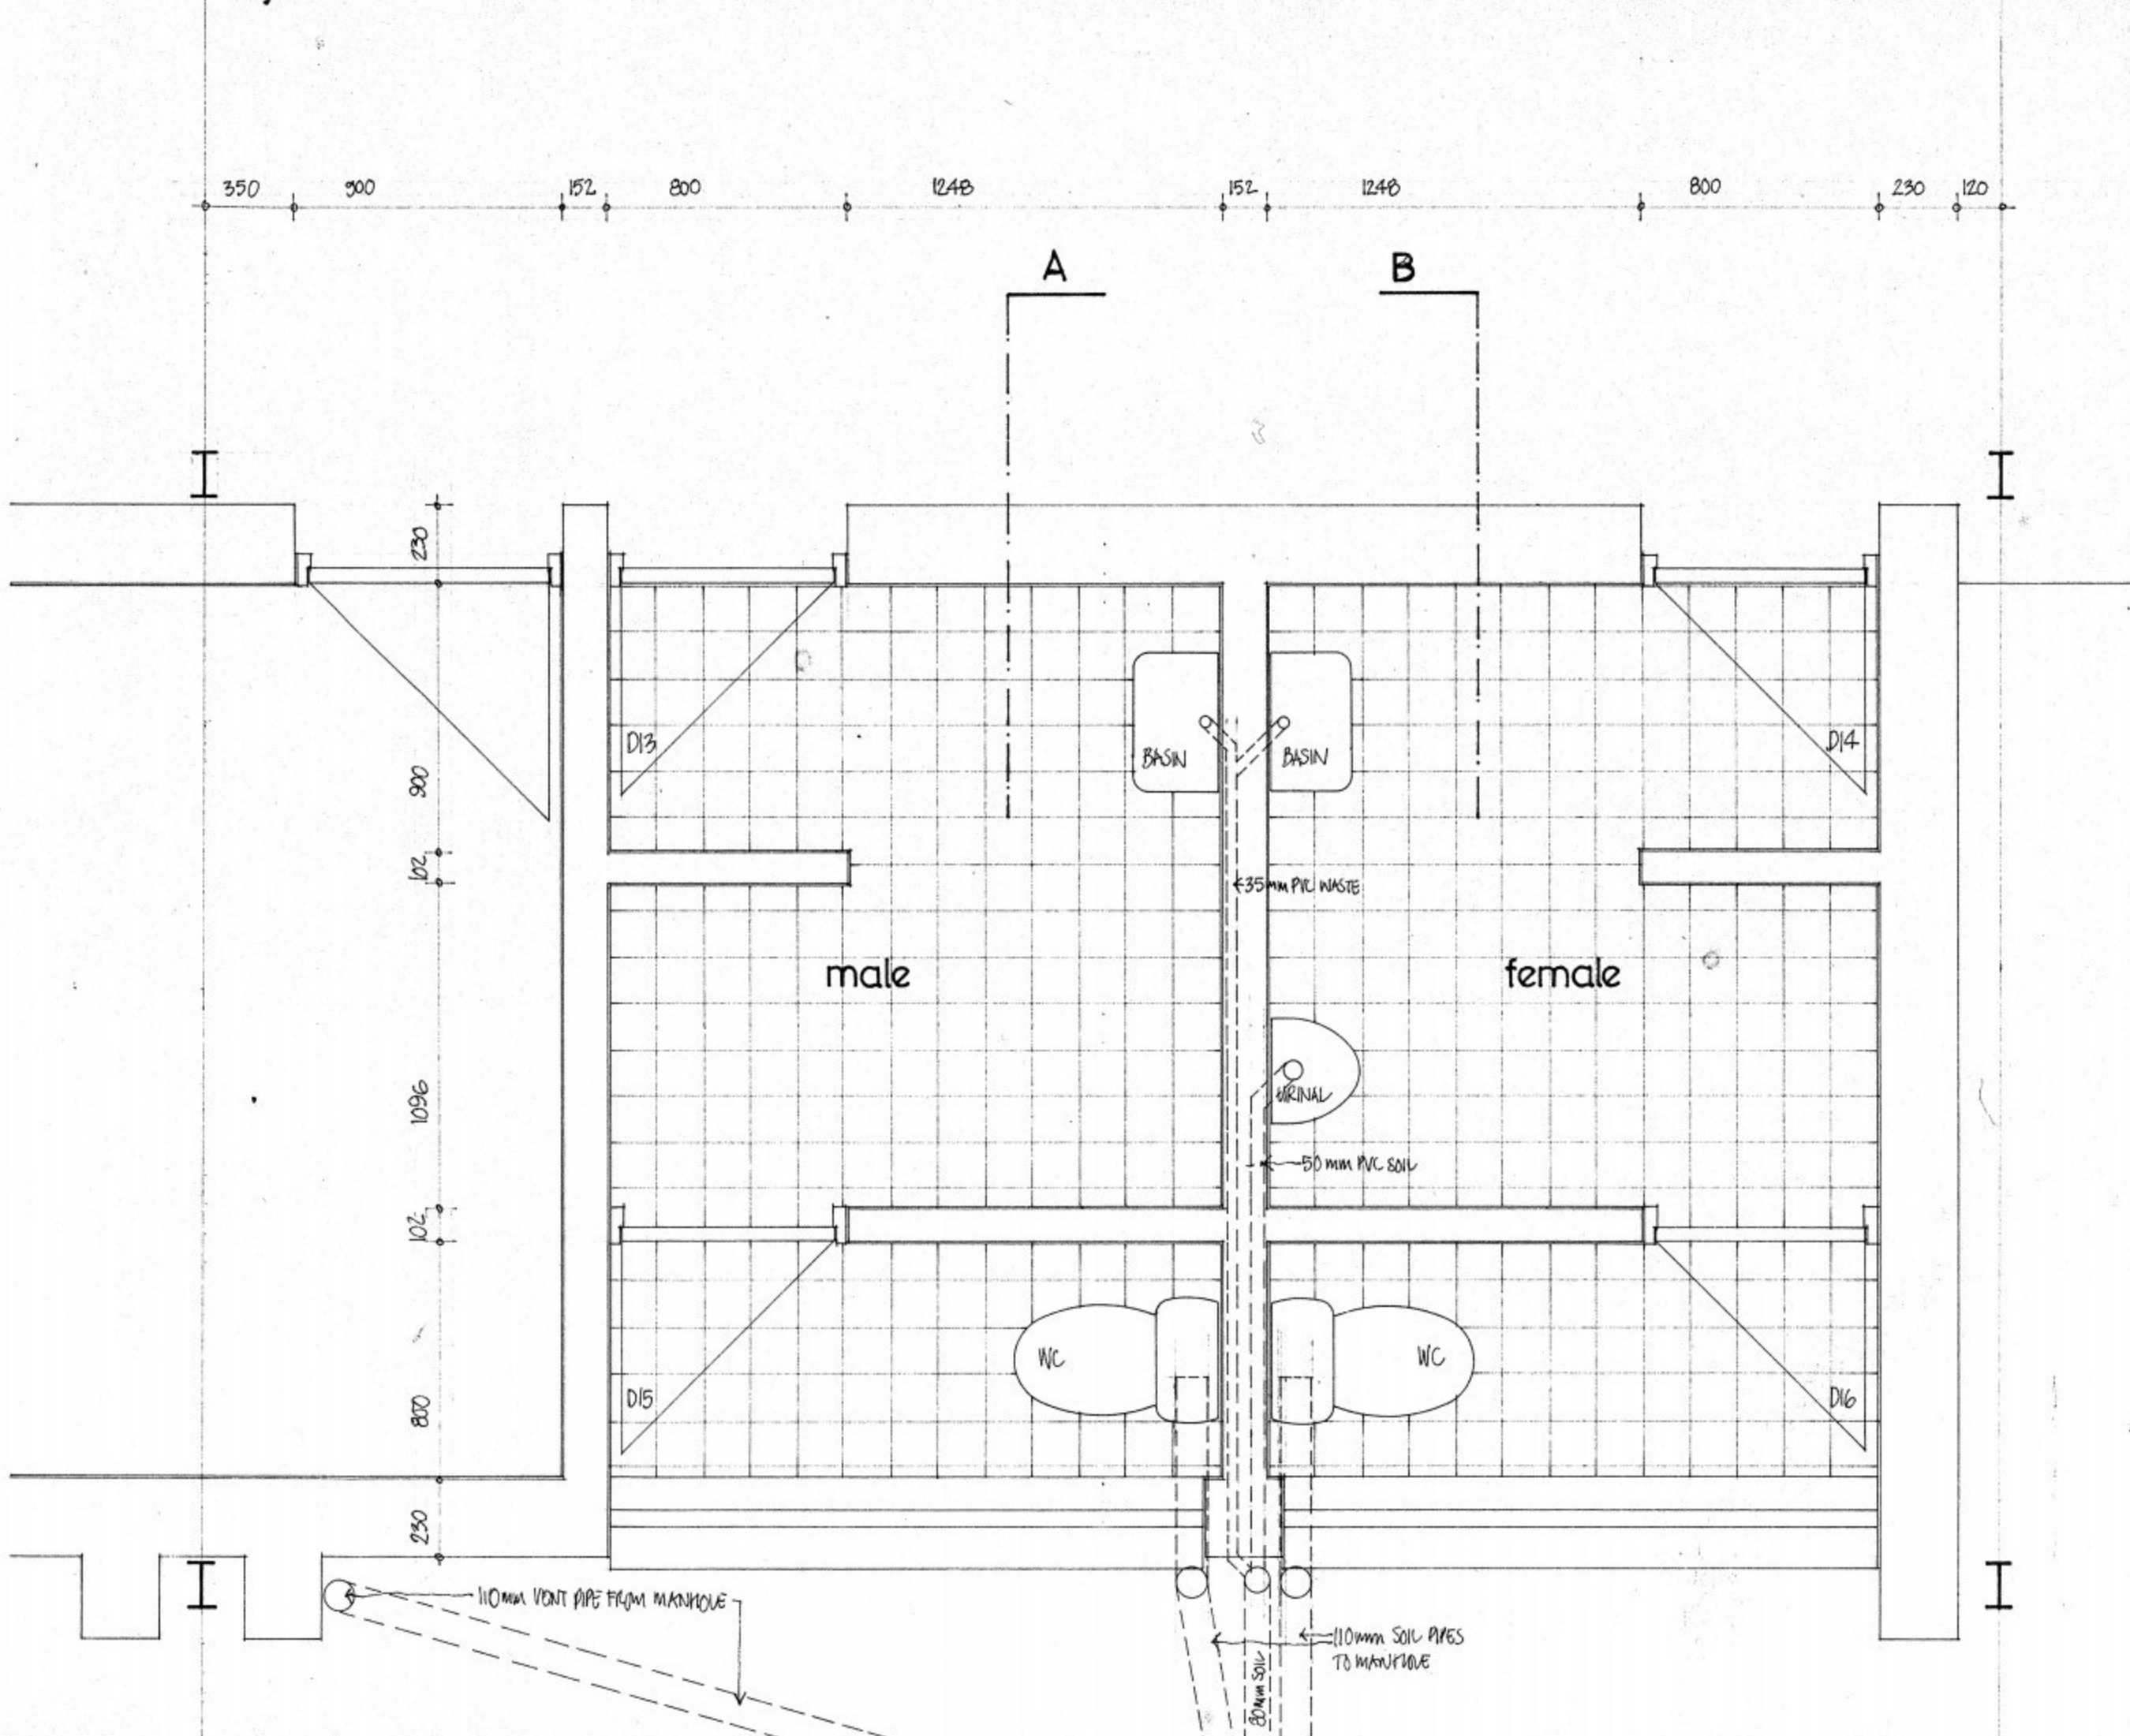 350 900 152 800 1248 152 1248 800 230 120
A B
230
D13 BASIN BASIN D14
900
102
35mm PVC WASTE
male female
1096
URINAL
50mm PVC SOIL
102
WC WC
D15 D16
800
230
110mm VENT PIPE FROM MANHOLE
110mm SOIL PIPES
TO MANHOLE
80mm SOIL